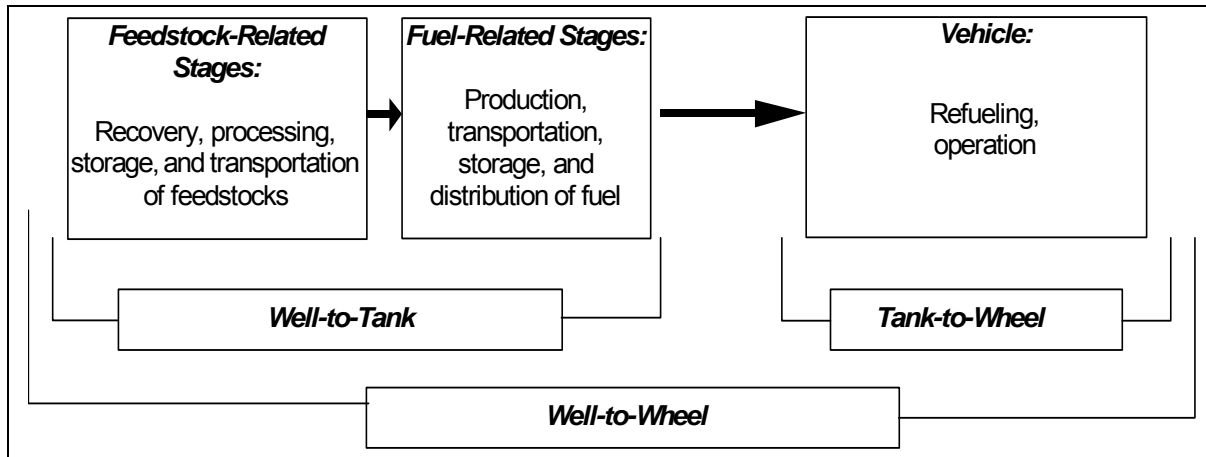 Feedstock-Related
Stages:
Recovery, processing,
storage, and transportation
of feedstocks
Fuel-Related Stages:
Production,
transportation,
storage, and
distribution of fuel
Vehicle:
Refueling,
operation
Well-to-Tank
Tank-to-Wheel
Well-to-Wheel